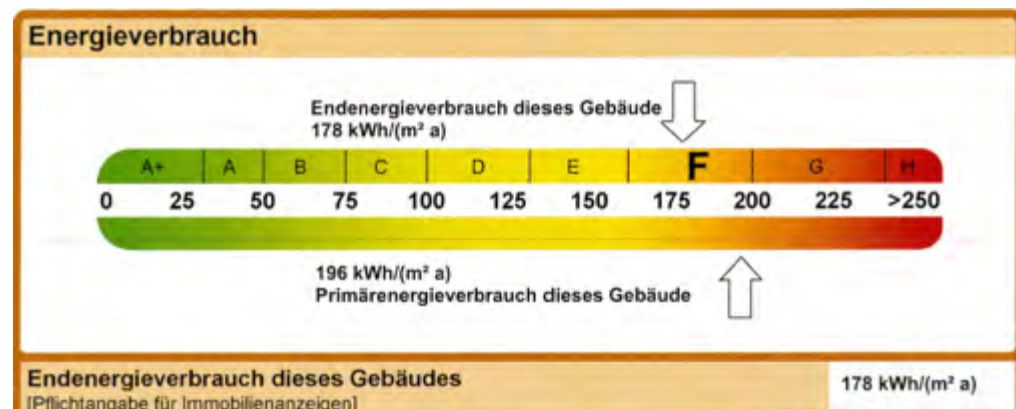 Energieverbrauch
Endenergieverbrauch dieses Gebäude
178 kWh/(m² a)
A+ A B C D E F G H
0 25 50 75 100 125 150 175 200 225 >250
196 kWh/(m² a)
Primärenergieverbrauch dieses Gebäude
Endenergieverbrauch dieses Gebäudes 178 kWh/(m² a)
[Pflichtangabe für Immobilienanzeigen]